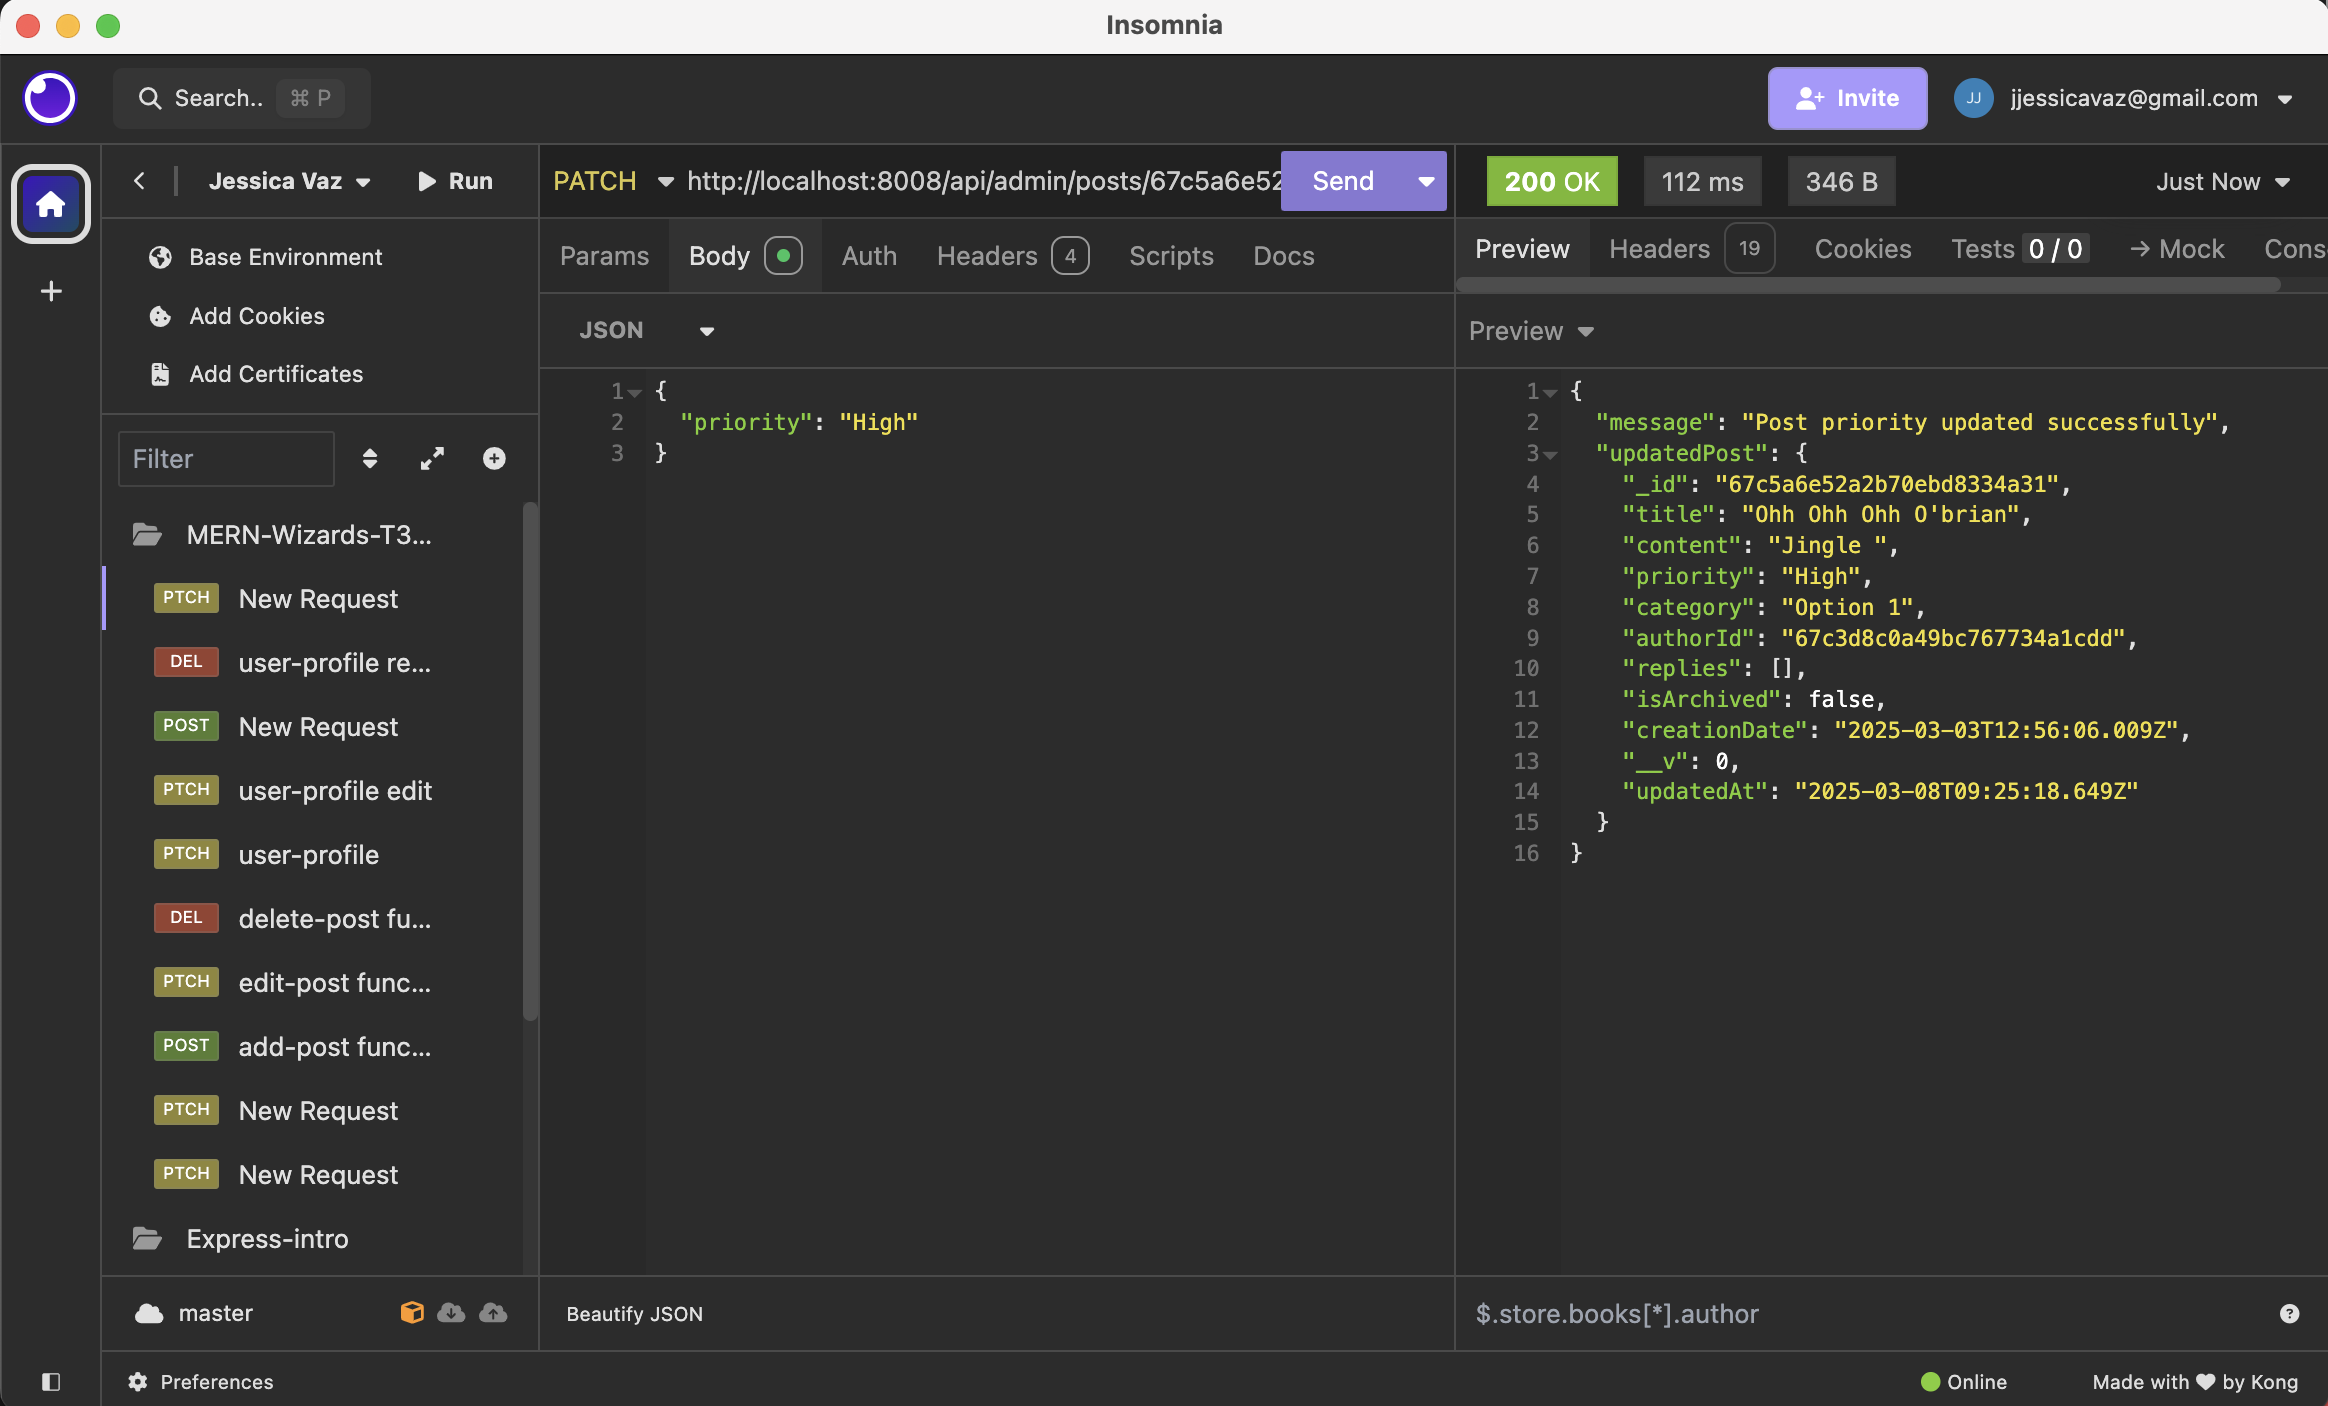 Insomnia
Search.. ⌘ P
Invite
JJ jjessicavaz@gmail.com
Jessica Vaz
Run
Base Environment
Add Cookies
Add Certificates
Filter
MERN-Wizards-T3...
PTCH New Request
DEL user-profile re...
POST New Request
PTCH user-profile edit
PTCH user-profile
DEL delete-post fu...
PTCH edit-post func...
POST add-post func...
PTCH New Request
PTCH New Request
Express-intro
master
Preferences
PATCH http://localhost:8008/api/admin/posts/67c5a6e52 Send
Params Body Auth Headers 4 Scripts Docs
JSON
1 {
2 "priority": "High"
3 }
Beautify JSON
200 OK 112 ms 346 B Just Now
Preview Headers 19 Cookies Tests 0 / 0 → Mock Cons
Preview
1 {
2 "message": "Post priority updated successfully",
3 "updatedPost": {
4 "_id": "67c5a6e52a2b70ebd8334a31",
5 "title": "Ohh Ohh Ohh O'brian",
6 "content": "Jingle ",
7 "priority": "High",
8 "category": "Option 1",
9 "authorId": "67c3d8c0a49bc767734a1cdd",
10 "replies": [],
11 "isArchived": false,
12 "creationDate": "2025-03-03T12:56:06.009Z",
13 "__v": 0,
14 "updatedAt": "2025-03-08T09:25:18.649Z"
15 }
16 }
$.store.books[*].author
Online
Made with ♥ by Kong